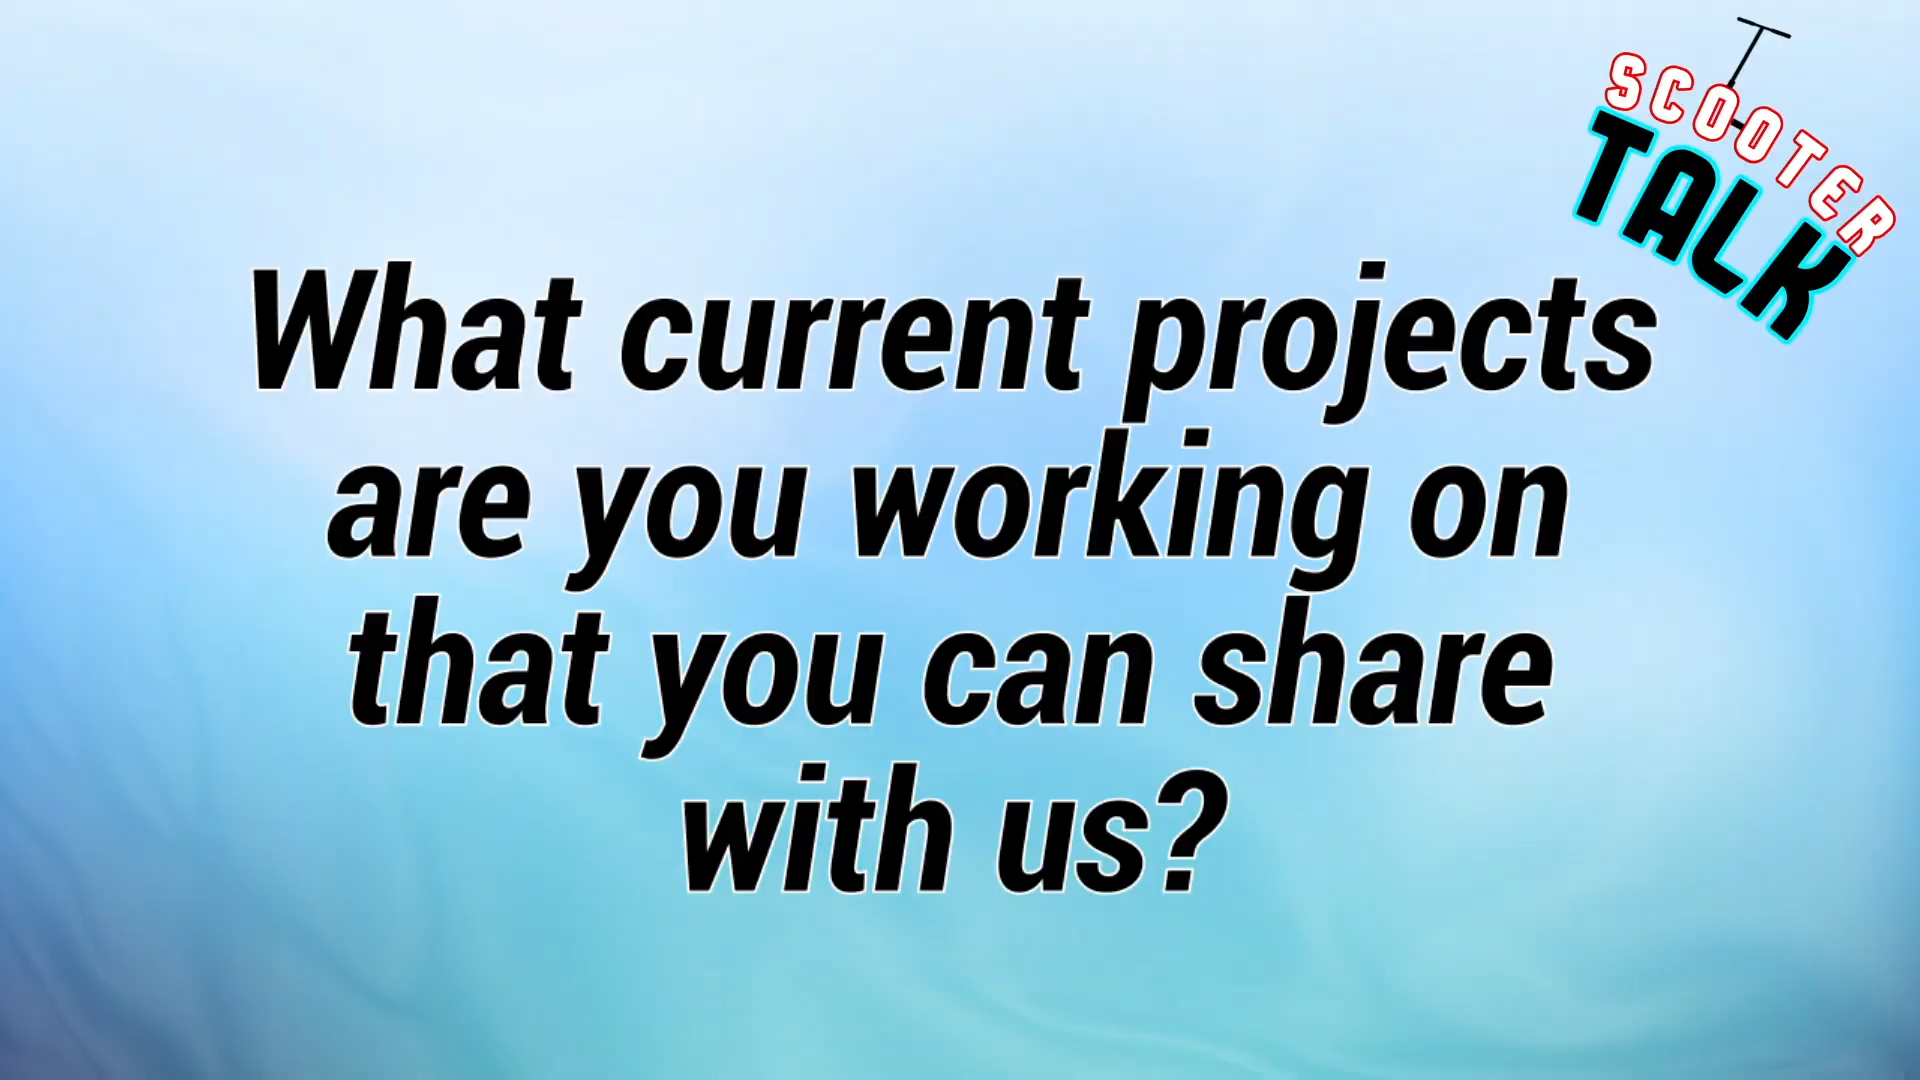 SCOOTER
TALK
What current projects
are you working on
that you can share
with us?